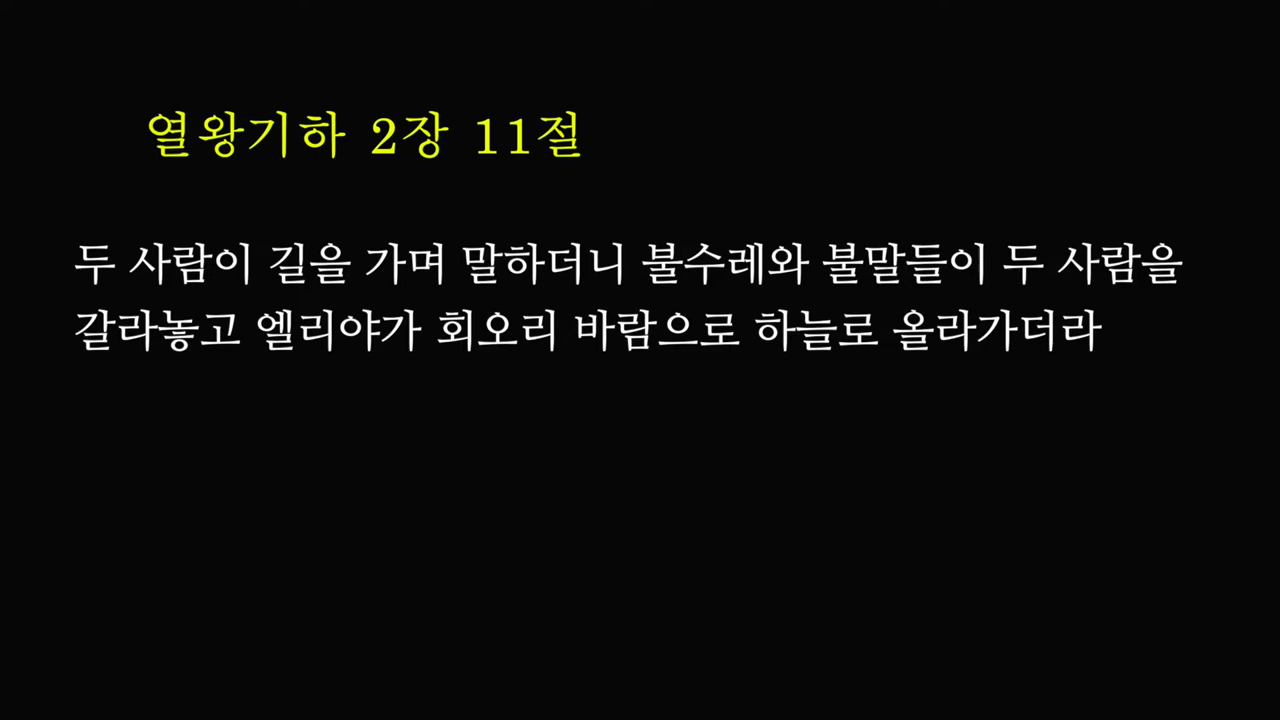 열왕기하 2장 11절
두 사람이 길을 가며 말하더니 불수레와 불말들이 두 사람을
갈라놓고 엘리야가 회오리 바람으로 하늘로 올라가더라